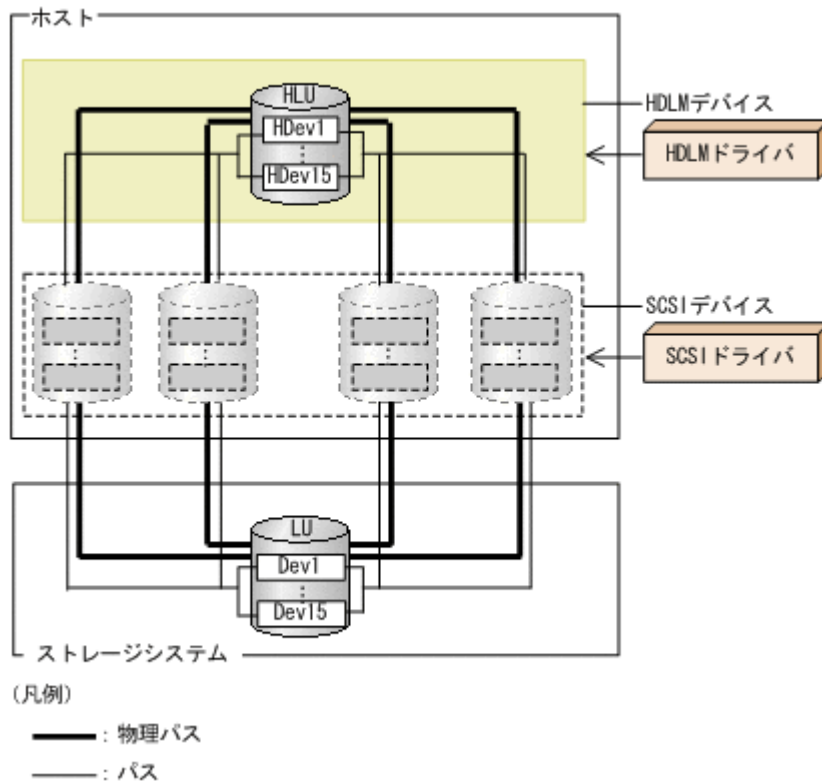 ホスト
HLU
HDev1
HDev15
HDLMデバイス
HDLMドライバ
SCSIデバイス
SCSIドライバ
LU
Dev1
Dev15
ストレージシステム
(凡例)
: 物理パス
: パス